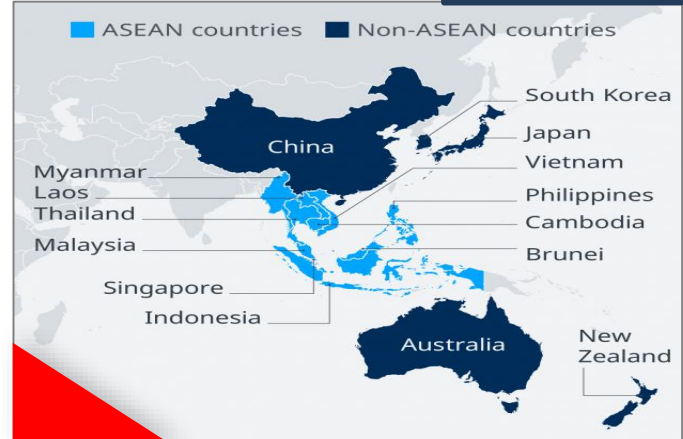 ASEAN countries
Non-ASEAN countries
South Korea
Japan
China
Vietnam
Myanmar
Laos
Philippines
Thailand
Cambodia
Malaysia
Brunei
Singapore
Indonesia
Australia
New
Zealand